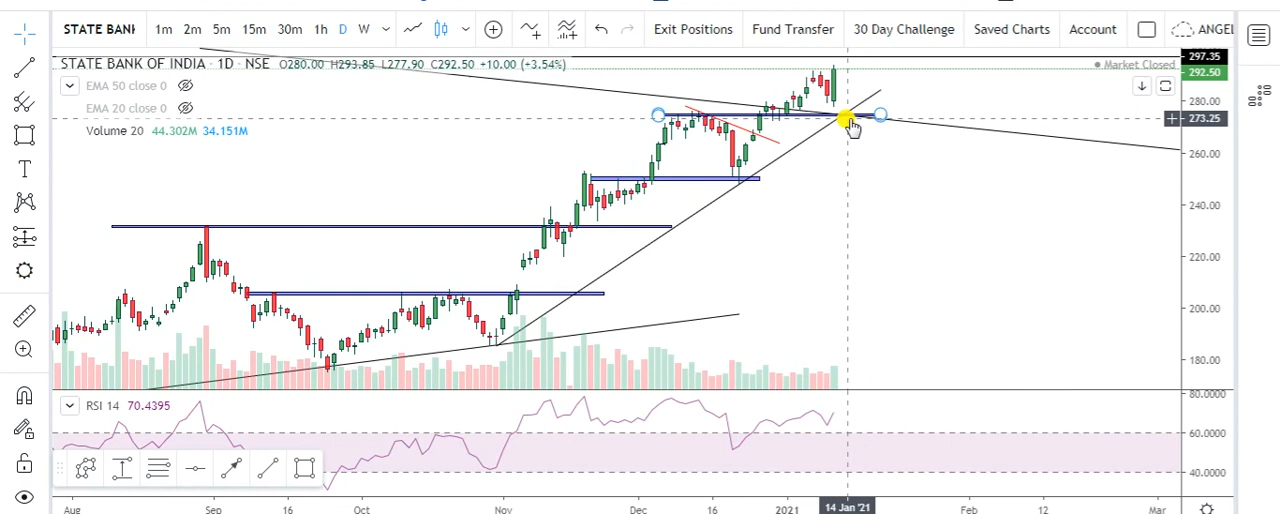 STATE BANK 1m 2m 5m 15m 30m 1h D W Exit Positions Fund Transfer 30 Day Challenge Saved Charts Account ANGEL
STATE BANK OF INDIA · 1D · NSE O280.00 H293.85 L277.90 C292.50 +10.00 (+3.54%)
Market Closed
297.35
292.50
EMA 50 close 0
EMA 20 close 0
Volume 20 44.302M 34.151M
280.00
273.25
260.00
240.00
220.00
200.00
180.00
RSI 14 70.4395
80.0000
60.0000
40.0000
Aug Sep 16 Oct Nov Dec 16 2021 14 Jan '21 Feb 12 Mar